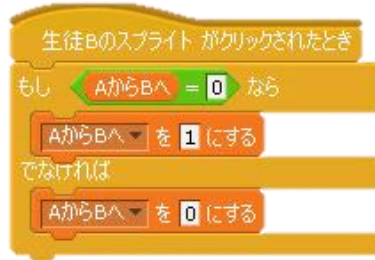 生徒Bのスプライト がクリックされたとき
もし AからBへ = 0 なら
AからBへ を 1 にする
でなければ
AからBへ を 0 にする